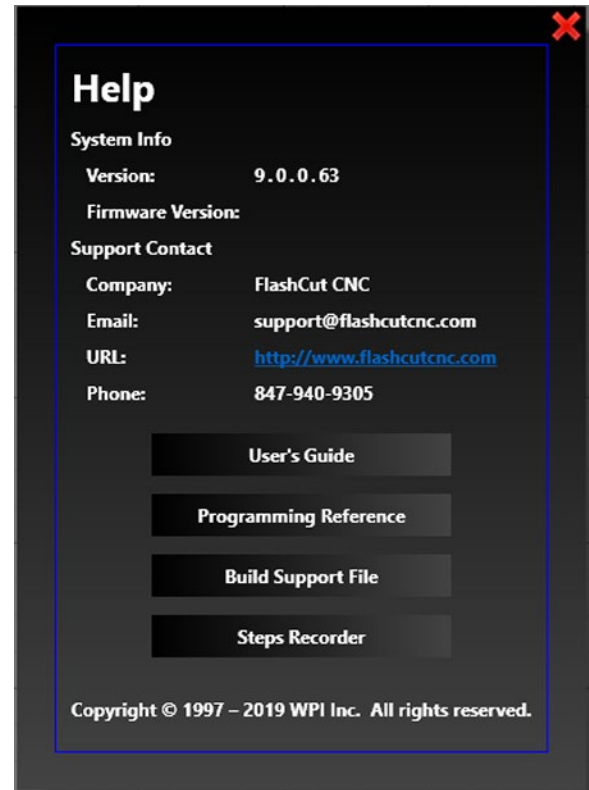 Help
System Info
Version: 9.0.0.63
Firmware Version:
Support Contact
Company: FlashCut CNC
Email: support@flashcutcnc.com
URL: http://www.flashcutcnc.com
Phone: 847-940-9305
User's Guide
Programming Reference
Build Support File
Steps Recorder
Copyright © 1997 – 2019 WPI Inc. All rights reserved.